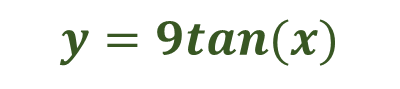 y = 9tan(x)